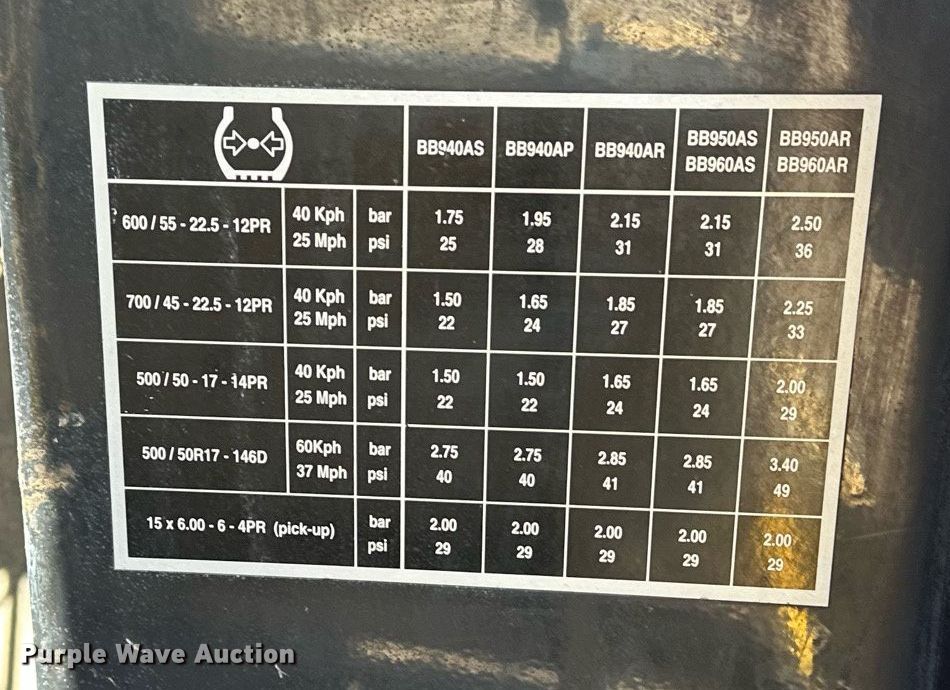 BB940AS BB940AP BB940AR BB950AS BB960AS BB950AR BB960AR
600 / 55 - 22.5 - 12PR 40 Kph 25 Mph bar psi 1.75 25 1.95 28 2.15 31 2.15 31 2.50 36
700 / 45 - 22.5 - 12PR 40 Kph 25 Mph bar psi 1.50 22 1.65 24 1.85 27 1.85 27 2.25 33
500 / 50 - 17 - 14PR 40 Kph 25 Mph bar psi 1.50 22 1.50 22 1.65 24 1.65 24 2.00 29
500 / 50R17 - 146D 60Kph 37 Mph bar psi 2.75 40 2.75 40 2.85 41 2.85 41 3.40 49
15 x 6.00 - 6 - 4PR (pick-up) bar psi 2.00 29 2.00 29 2.00 29 2.00 29 2.00 29
Purple Wave Auction